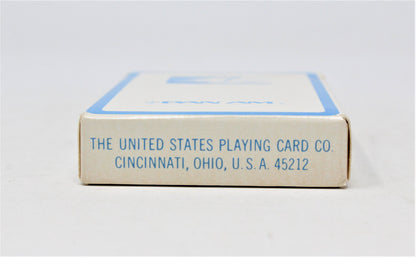 THE UNITED STATES PLAYING CARD CO.
CINCINNATI, OHIO, U.S.A. 45212